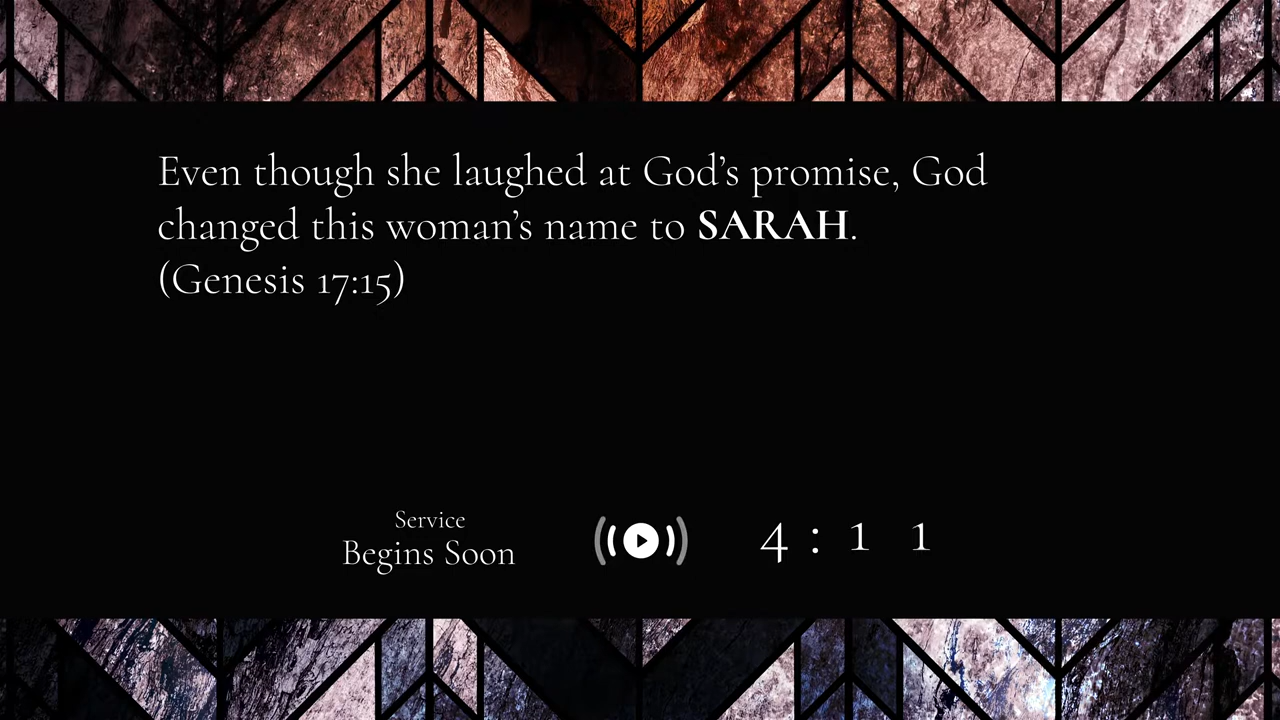 Even though she laughed at God’s promise, God
changed this woman’s name to SARAH.
(Genesis 17:15)
Service
Begins Soon
4 : 1 1